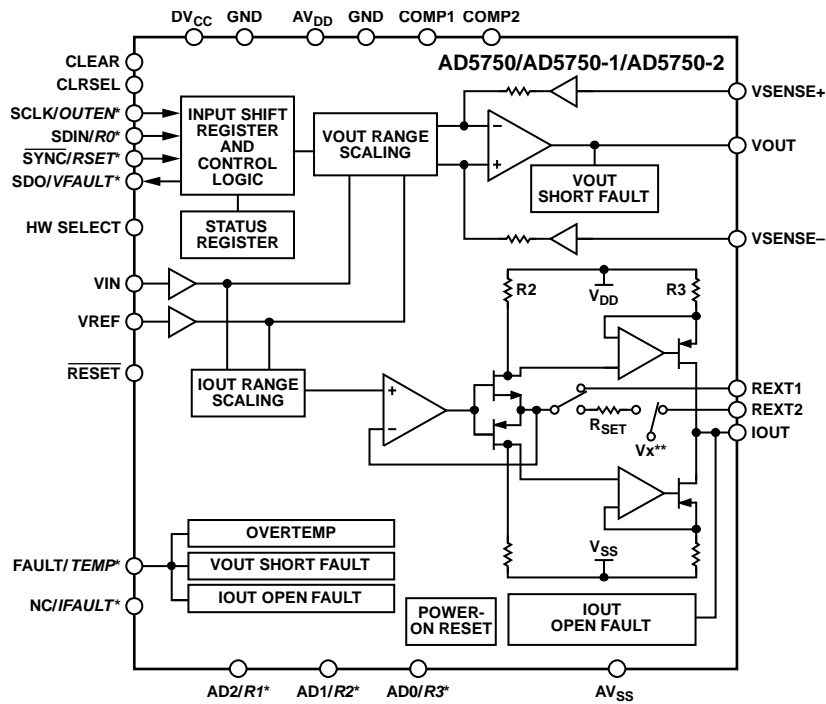 DVCC GND AVDD GND COMP1 COMP2
AD5750/AD5750-1/AD5750-2
CLEAR
CLRSEL
SCLK/OUTEN*
SDIN/R0*
SYNC/RSET*
SDO/VFAULT*
HW SELECT
VIN
VREF
RESET
FAULT/TEMP*
NC/IFAULT*
INPUT SHIFT
REGISTER
AND
CONTROL
LOGIC
STATUS
REGISTER
VOUT RANGE
SCALING
IOUT RANGE
SCALING
−
+
VOUT
SHORT FAULT
VSENSE+
VOUT
VSENSE−
R2
VDD
R3
+
−
RSET
Vx**
VSS
REXT1
REXT2
IOUT
OVERTEMP
VOUT SHORT FAULT
IOUT OPEN FAULT
POWER-
ON RESET
IOUT
OPEN FAULT
AD2/R1* AD1/R2* AD0/R3* AVSS